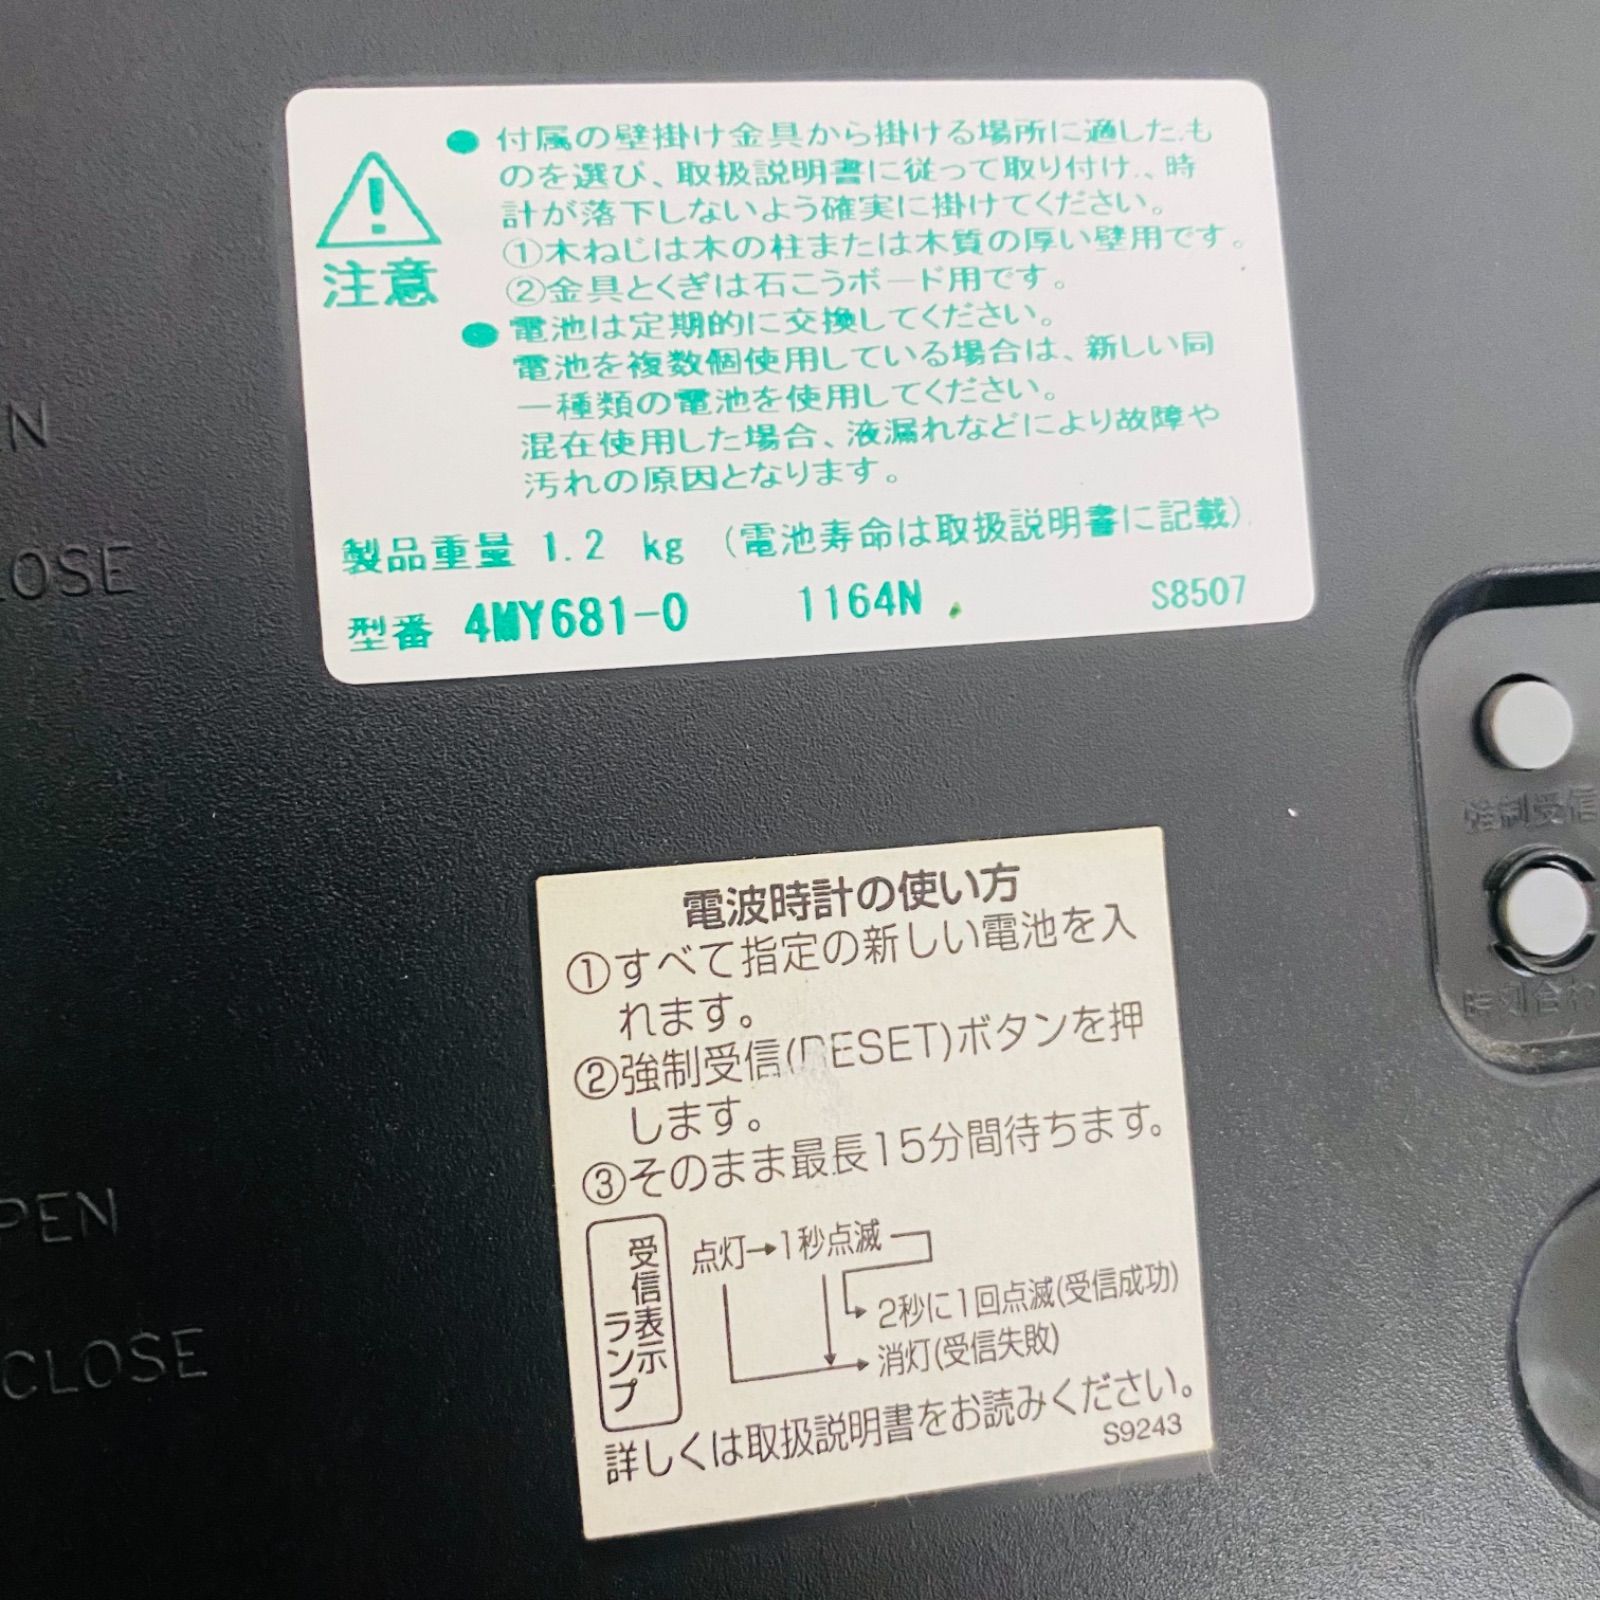 ● 付属の壁掛け金具から掛ける場所に適したも
のを選び、取扱説明書に従って取り付け、時
計が落下しないよう確実に掛けてください。
①木ねじは木の柱または木質の厚い壁用です。
②金具とくぎは石こうボード用です。
注意
● 電池は定期的に交換してください。
電池を複数個使用している場合は、新しい同
一種類の電池を使用してください。
混在使用した場合、液漏れなどにより故障や
汚れの原因となります。
製品重量 1.2 kg (電池寿命は取扱説明書に記載)
型番 4MY681-0 1164N S8507
CLOSE
強制受信
電波時計の使い方
①すべて指定の新しい電池を入
れます。
②強制受信(RESET)ボタンを押
します。
③そのまま最長15分間待ちます。
受信表示
ランプ
点灯→1秒点滅
2秒に1回点滅(受信成功)
消灯(受信失敗)
詳しくは取扱説明書をお読みください。
S9243
時刻合わ
OPEN
CLOSE